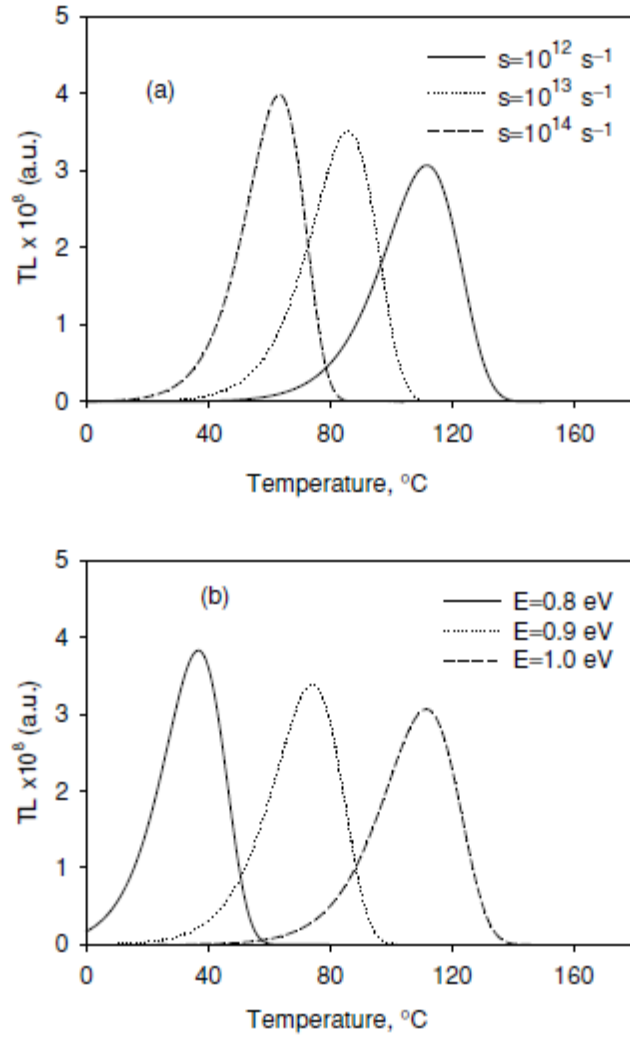 5
4
3
2
1
0
TL x 10⁸ (a.u.)
(a)
s=10¹² s⁻¹
s=10¹³ s⁻¹
s=10¹⁴ s⁻¹
0 40 80 120 160
Temperature, °C
5
4
3
2
1
0
TL x10⁸ (a.u.)
(b)
E=0.8 eV
E=0.9 eV
E=1.0 eV
0 40 80 120 160
Temperature, °C